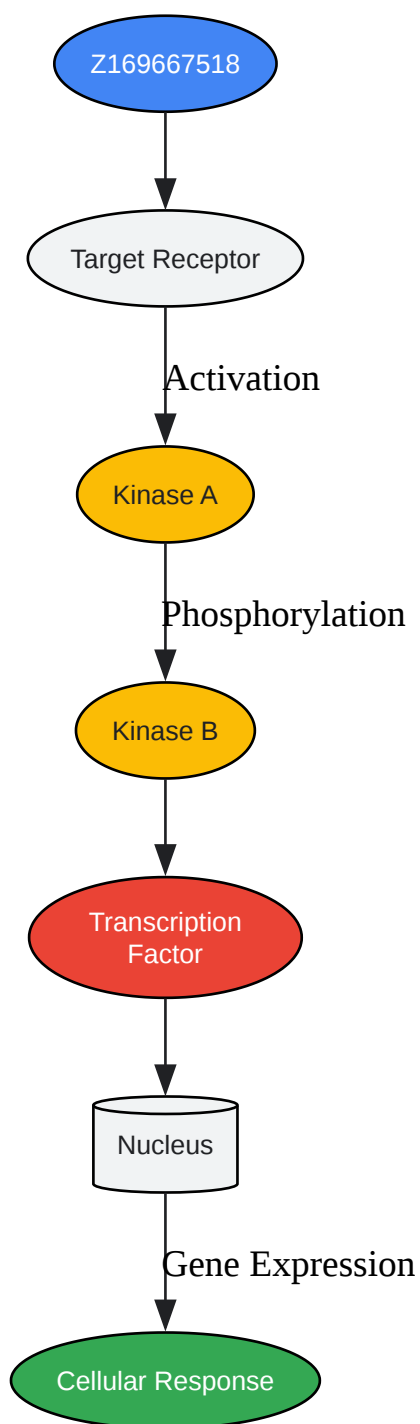 Z169667518
Target Receptor
Activation
Kinase A
Phosphorylation
Kinase B
Transcription
Factor
Nucleus
Gene Expression
Cellular Response